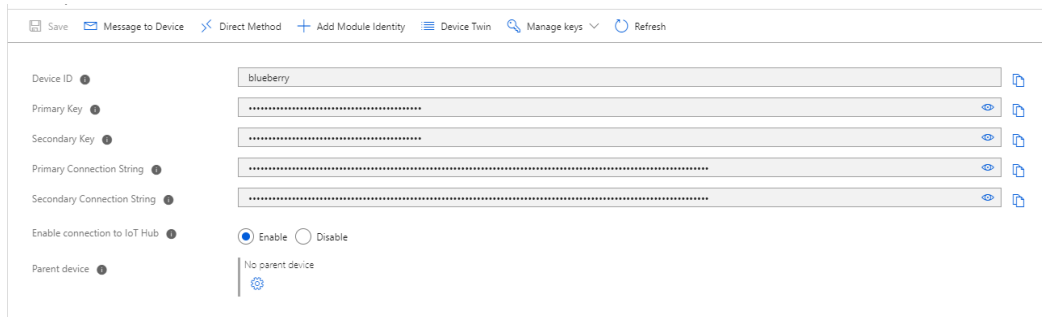 Save Message to Device Direct Method Add Module Identity Device Twin Manage keys Refresh
Device ID blueberry
Primary Key ••••••••••••••••••••••••••••••••••••••••••••
Secondary Key ••••••••••••••••••••••••••••••••••••••••••••
Primary Connection String ••••••••••••••••••••••••••••••••••••••••••••••••••••••••••••••••••••••••••••••••••••••••••••••••••••••••••••••••••••
Secondary Connection String ••••••••••••••••••••••••••••••••••••••••••••••••••••••••••••••••••••••••••••••••••••••••••••••••••••••••••••••••••••
Enable connection to IoT Hub Enable Disable
Parent device No parent device